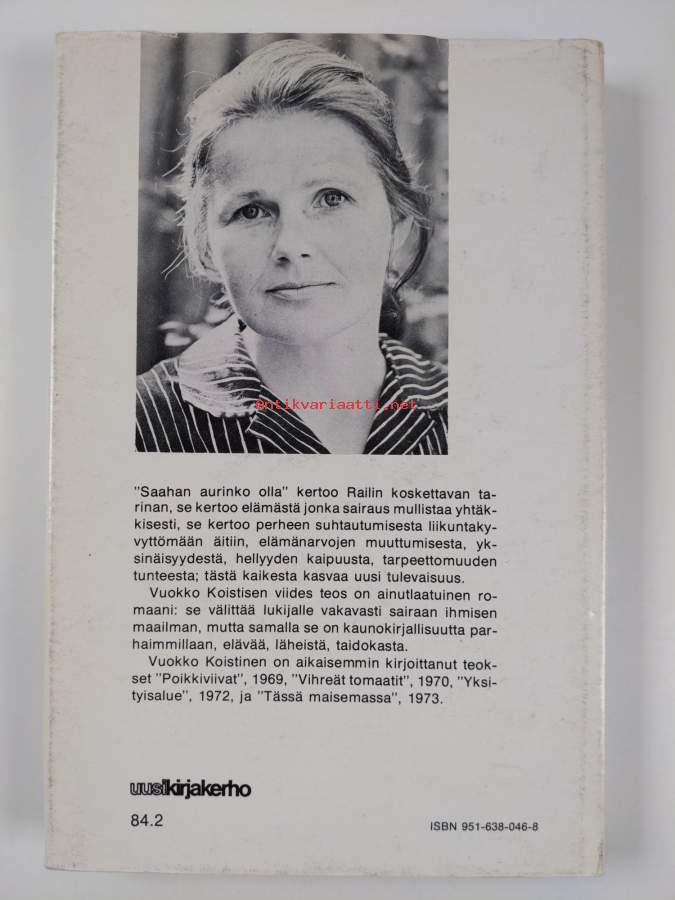 Antikvariaatti.net
"Saahan aurinko olla" kertoo Railin koskettavan ta-
rinan, se kertoo elämästä jonka sairaus mullistaa yhtäk-
kisesti, se kertoo perheen suhtautumisesta liikuntaky-
vyttömään äitiin, elämänarvojen muuttumisesta, yk-
sinäisyydestä, hellyyden kaipuusta, tarpeettomuuden
tunteesta; tästä kaikesta kasvaa uusi tulevaisuus.
Vuokko Koistisen viides teos on ainutlaatuinen ro-
maani: se välittää lukijalle vakavasti sairaan ihmisen
maailman, mutta samalla se on kaunokirjallisuutta par-
haimmillaan, elävää, läheistä, taidokasta.
Vuokko Koistinen on aikaisemmin kirjoittanut teok-
set "Poikkiviivat", 1969, "Vihreät tomaatit", 1970, "Yksi-
tyisalue", 1972, ja "Tässä maisemassa", 1973.
uusikirjakerho
84.2
ISBN 951-638-046-8